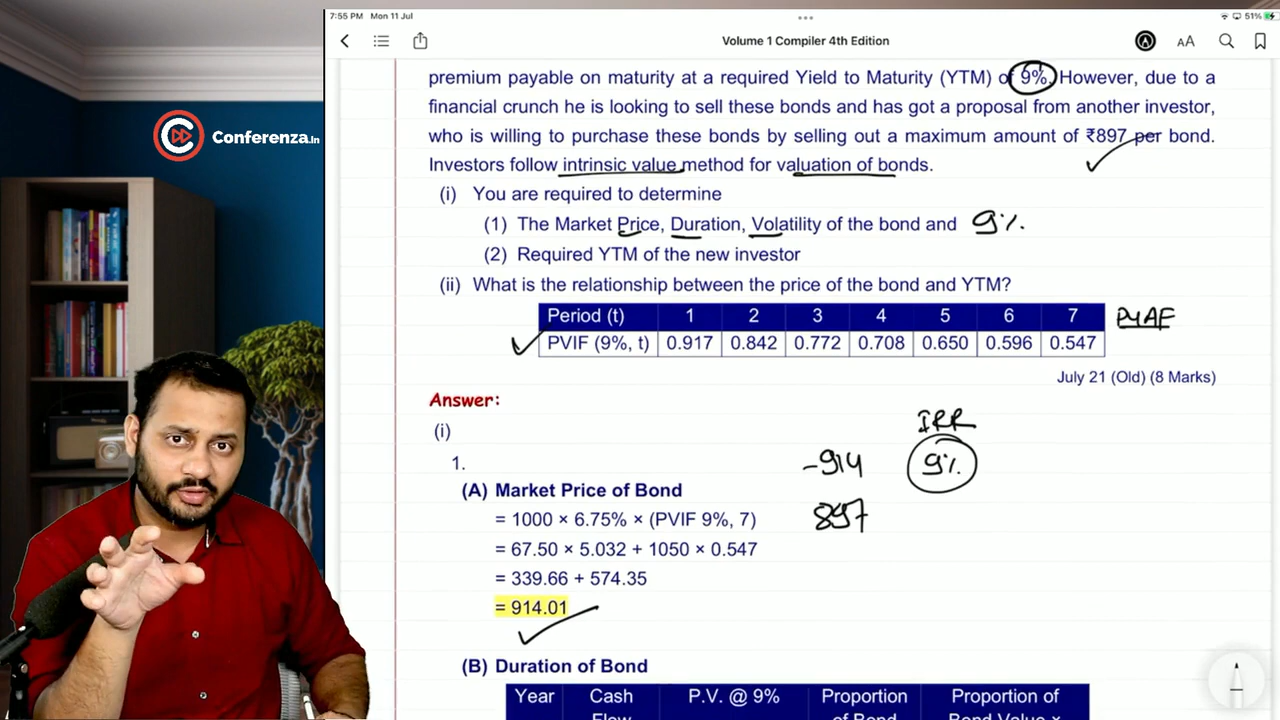 7:55 PM Mon 11 Jul
51%
Volume 1 Compiler 4th Edition
AA
Conferenza.in
premium payable on maturity at a required Yield to Maturity (YTM) of 9%. However, due to a
financial crunch he is looking to sell these bonds and has got a proposal from another investor,
who is willing to purchase these bonds by selling out a maximum amount of ₹897 per bond.
Investors follow intrinsic value method for valuation of bonds.
(i) You are required to determine
(1) The Market Price, Duration, Volatility of the bond and 9%.
(2) Required YTM of the new investor
(ii) What is the relationship between the price of the bond and YTM?
Period (t) 1 2 3 4 5 6 7 PVAF
PVIF (9%, t) 0.917 0.842 0.772 0.708 0.650 0.596 0.547
July 21 (Old) (8 Marks)
Answer:
(i)
IRR
1.
-914 9%.
(A) Market Price of Bond
= 1000 × 6.75% × (PVIF 9%, 7) 897
= 67.50 × 5.032 + 1050 × 0.547
= 339.66 + 574.35
= 914.01
(B) Duration of Bond
Year Cash P.V. @ 9% Proportion Proportion of
Flow of Bond Bond Value ×